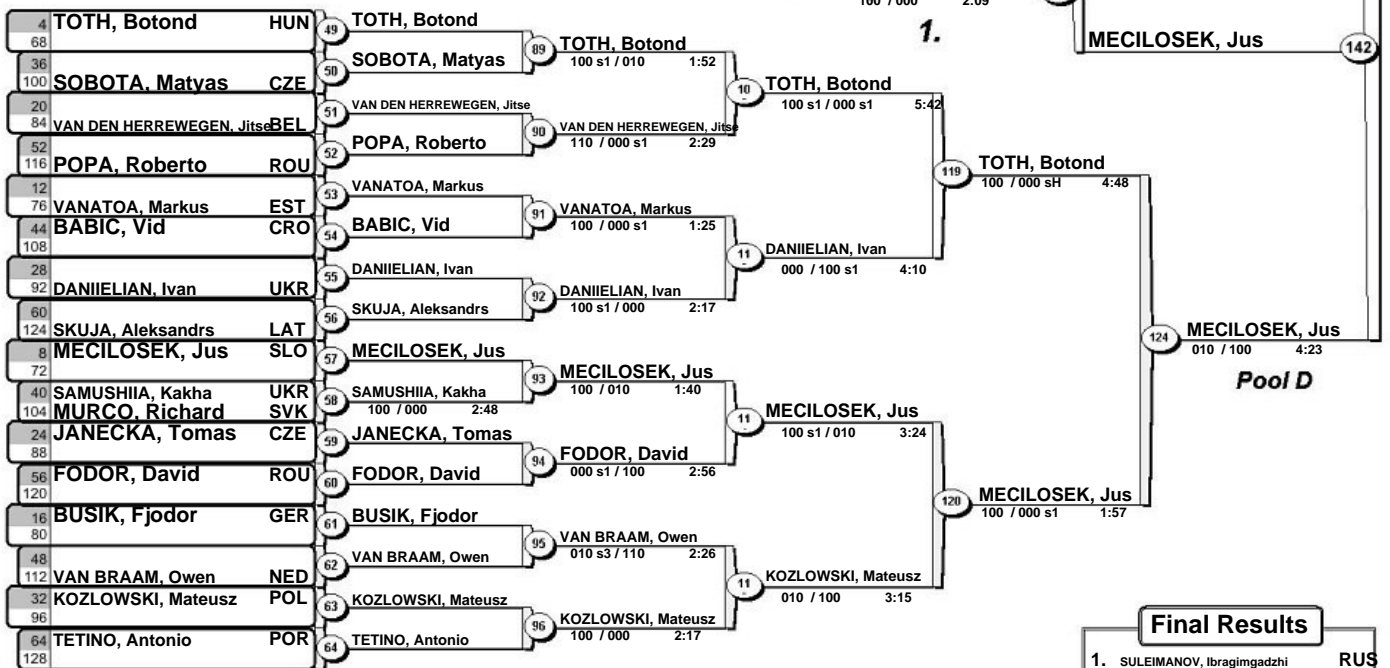 100 / 000 2:09
1.
MECILOSEK, Jus
142
4 TOTH, Botond HUN
68
36
100 SOBOTA, Matyas CZE
20
84 VAN DEN HERREWEGEN, Jitse BEL
52
116 POPA, Roberto ROU
12
76 VANATOA, Markus EST
44 BABIC, Vid CRO
108
28
92 DANIIELIAN, Ivan UKR
60
124 SKUJA, Aleksandrs LAT
8 MECILOSEK, Jus SLO
72
40 SAMUSHIIA, Kakha UKR
104 MURCO, Richard SVK
24 JANECKA, Tomas CZE
88
56 FODOR, David ROU
120
16 BUSIK, Fjodor GER
80
48
112 VAN BRAAM, Owen NED
32 KOZLOWSKI, Mateusz POL
96
64 TETINO, Antonio POR
128
49 TOTH, Botond
50 SOBOTA, Matyas
51 VAN DEN HERREWEGEN, Jitse
52 POPA, Roberto
53 VANATOA, Markus
54 BABIC, Vid
55 DANIIELIAN, Ivan
56 SKUJA, Aleksandrs
57 MECILOSEK, Jus
58 SAMUSHIIA, Kakha
100 / 000 2:48
59 JANECKA, Tomas
60 FODOR, David
61 BUSIK, Fjodor
62 VAN BRAAM, Owen
63 KOZLOWSKI, Mateusz
64 TETINO, Antonio
89 TOTH, Botond
100 s1 / 010 1:52
90 VAN DEN HERREWEGEN, Jitse
110 / 000 s1 2:29
91 VANATOA, Markus
100 / 000 s1 1:25
92 DANIIELIAN, Ivan
100 s1 / 000 2:17
93 MECILOSEK, Jus
100 / 010 1:40
94 FODOR, David
000 s1 / 100 2:56
95 VAN BRAAM, Owen
010 s3 / 110 2:26
96 KOZLOWSKI, Mateusz
100 / 000 2:17
10 TOTH, Botond
100 s1 / 000 s1 5:42
11 DANIIELIAN, Ivan
000 / 100 s1 4:10
11 MECILOSEK, Jus
100 s1 / 010 3:24
11 KOZLOWSKI, Mateusz
010 / 100 3:15
119 TOTH, Botond
100 / 000 sH 4:48
120 MECILOSEK, Jus
100 / 000 s1 1:57
124 MECILOSEK, Jus
010 / 100 4:23
Pool D
Final Results
1. SULEIMANOV, Ibragimgadzhi RUS